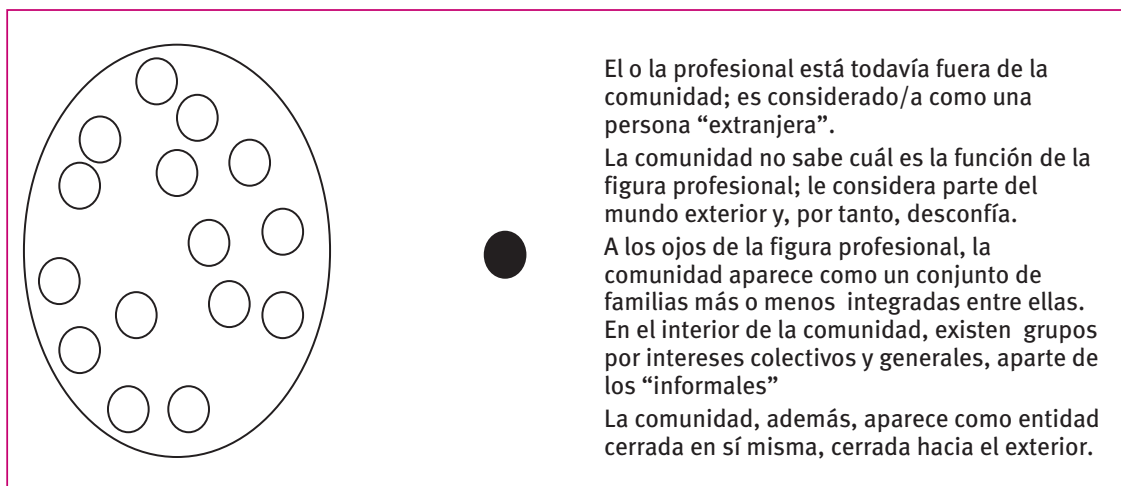 El o la profesional está todavía fuera de la
comunidad; es considerado/a como una
persona “extranjera”.
La comunidad no sabe cuál es la función de la
figura profesional; le considera parte del
mundo exterior y, por tanto, desconfía.
A los ojos de la figura profesional, la
comunidad aparece como un conjunto de
familias más o menos integradas entre ellas.
En el interior de la comunidad, existen grupos
por intereses colectivos y generales, aparte de
los “informales”
La comunidad, además, aparece como entidad
cerrada en sí misma, cerrada hacia el exterior.